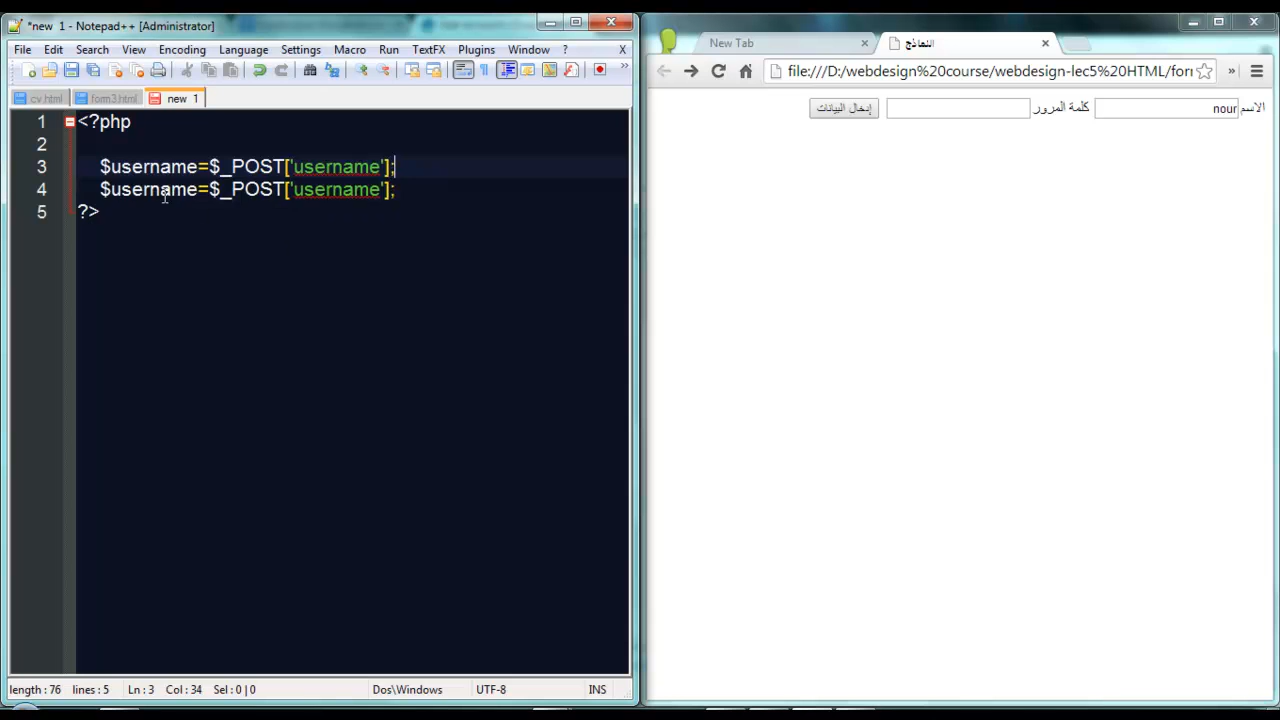 *new  1 - Notepad++ [Administrator]
File Edit Search View Encoding Language Settings Macro Run TextFX Plugins Window ? X
»
cv.html form3.html new 1
1 <?php
2
3 $username=$_POST['username'];
4 $username=$_POST['username'];
5 ?>
length : 76 lines : 5 Ln : 3 Col : 34 Sel : 0 | 0 Dos\Windows UTF-8 INS
New Tab
النماذج
file:///D:/webdesign%20course/webdesign-lec5%20HTML/forr »
الاسم nour كلمة المرور إدخال البيانات